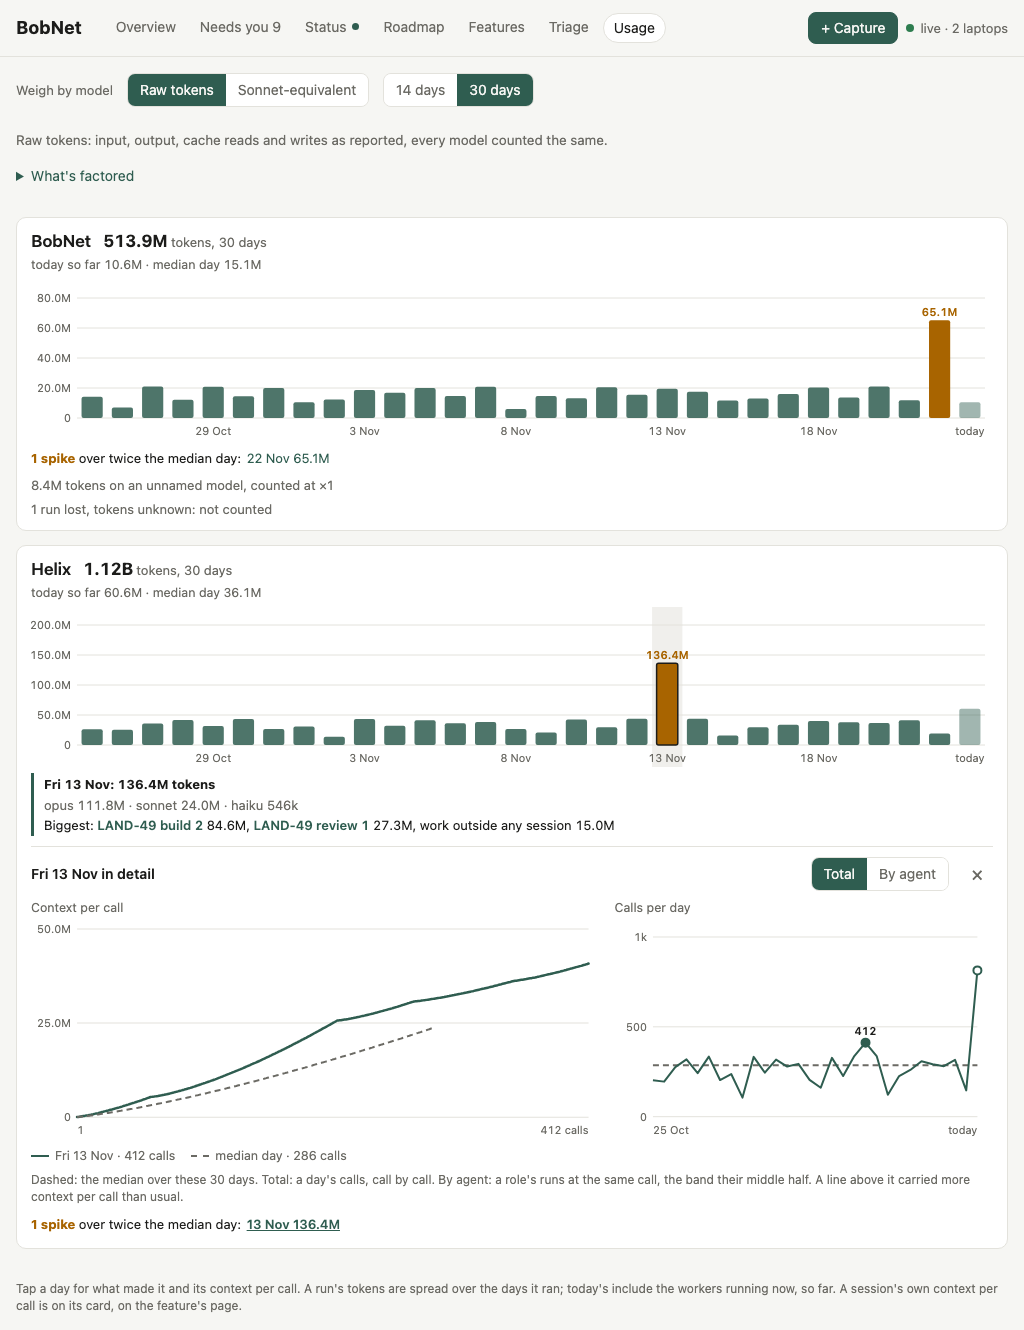 BobNet
Overview
Needs you 9
Status
Roadmap
Features
Triage
Usage
+ Capture
live · 2 laptops
Weigh by model
Raw tokens
Sonnet-equivalent
14 days
30 days
Raw tokens: input, output, cache reads and writes as reported, every model counted the same.
What's factored
BobNet 513.9M tokens, 30 days
today so far 10.6M · median day 15.1M
80.0M
60.0M
40.0M
20.0M
0
65.1M
29 Oct
3 Nov
8 Nov
13 Nov
18 Nov
today
1 spike over twice the median day: 22 Nov 65.1M
8.4M tokens on an unnamed model, counted at ×1
1 run lost, tokens unknown: not counted
Helix 1.12B tokens, 30 days
today so far 60.6M · median day 36.1M
200.0M
150.0M
100.0M
50.0M
0
136.4M
29 Oct
3 Nov
8 Nov
13 Nov
18 Nov
today
Fri 13 Nov: 136.4M tokens
opus 111.8M · sonnet 24.0M · haiku 546k
Biggest: LAND-49 build 2 84.6M, LAND-49 review 1 27.3M, work outside any session 15.0M
Fri 13 Nov in detail
Total
By agent
×
Context per call
50.0M
25.0M
0
1
412 calls
Calls per day
1k
500
0
412
25 Oct
today
Fri 13 Nov · 412 calls
median day · 286 calls
Dashed: the median over these 30 days. Total: a day's calls, call by call. By agent: a role's runs at the same call, the band their middle half. A line above it carried more
context per call than usual.
1 spike over twice the median day: 13 Nov 136.4M
Tap a day for what made it and its context per call. A run's tokens are spread over the days it ran; today's include the workers running now, so far. A session's own context per
call is on its card, on the feature's page.